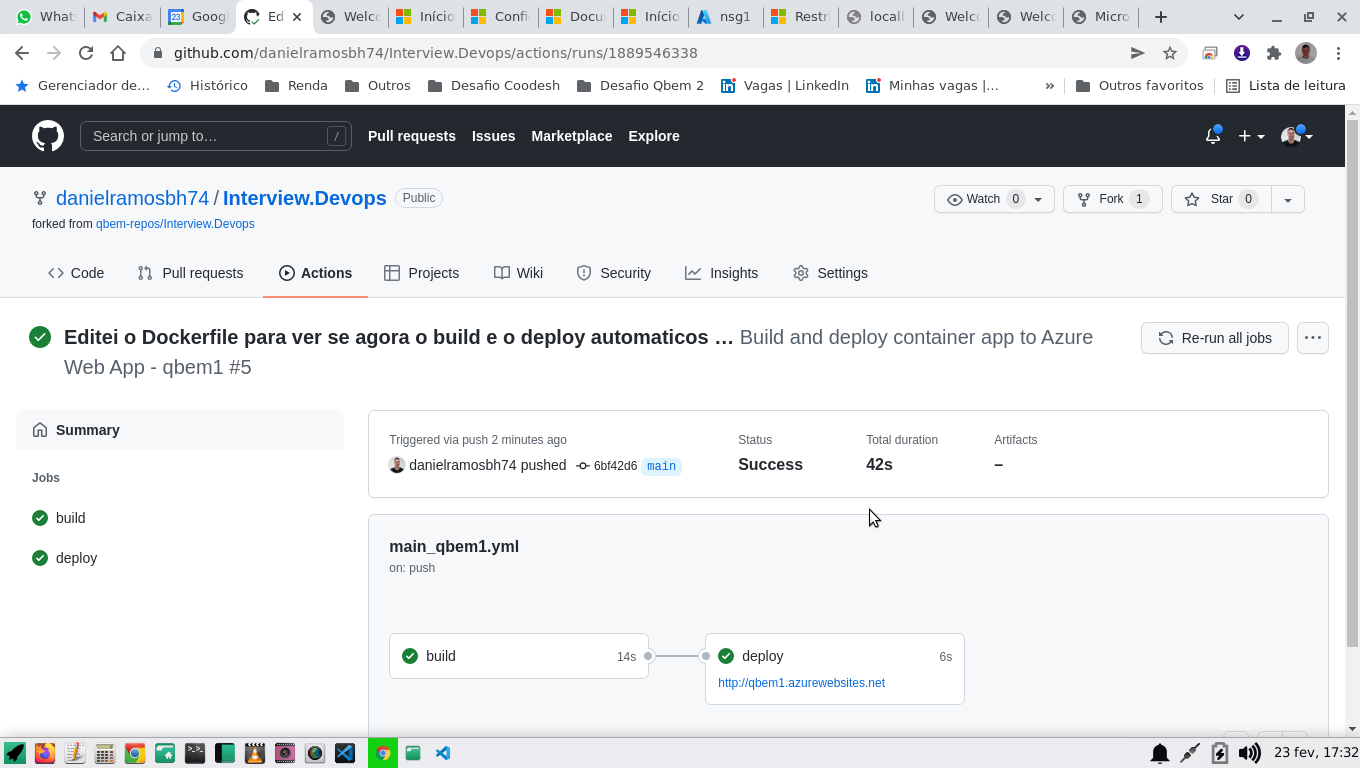 What
Caixa
Goog
23
Ed
Welc
Início
Confi
Docu
Início
nsg1
Restr
local
Welc
Welc
Micro
github.com/danielramosbh74/Interview.Devops/actions/runs/1889546338
Gerenciador de… Histórico Renda Outros Desafio Coodesh Desafio Qbem 2 Vagas | LinkedIn Minhas vagas |… » Outros favoritos Lista de leitura
Search or jump to… / Pull requests Issues Marketplace Explore
danielramosbh74 / Interview.Devops Public Watch 0 Fork 1 Star 0
forked from qbem-repos/Interview.Devops
Code Pull requests Actions Projects Wiki Security Insights Settings
Editei o Dockerfile para ver se agora o build e o deploy automaticos … Build and deploy container app to Azure
Web App - qbem1 #5
Re-run all jobs
Summary
Jobs
build
deploy
Triggered via push 2 minutes ago Status Total duration Artifacts
danielramosbh74 pushed 6bf42d6 main Success 42s –
main_qbem1.yml
on: push
build 14s
deploy 6s
http://qbem1.azurewebsites.net
23 fev, 17:32